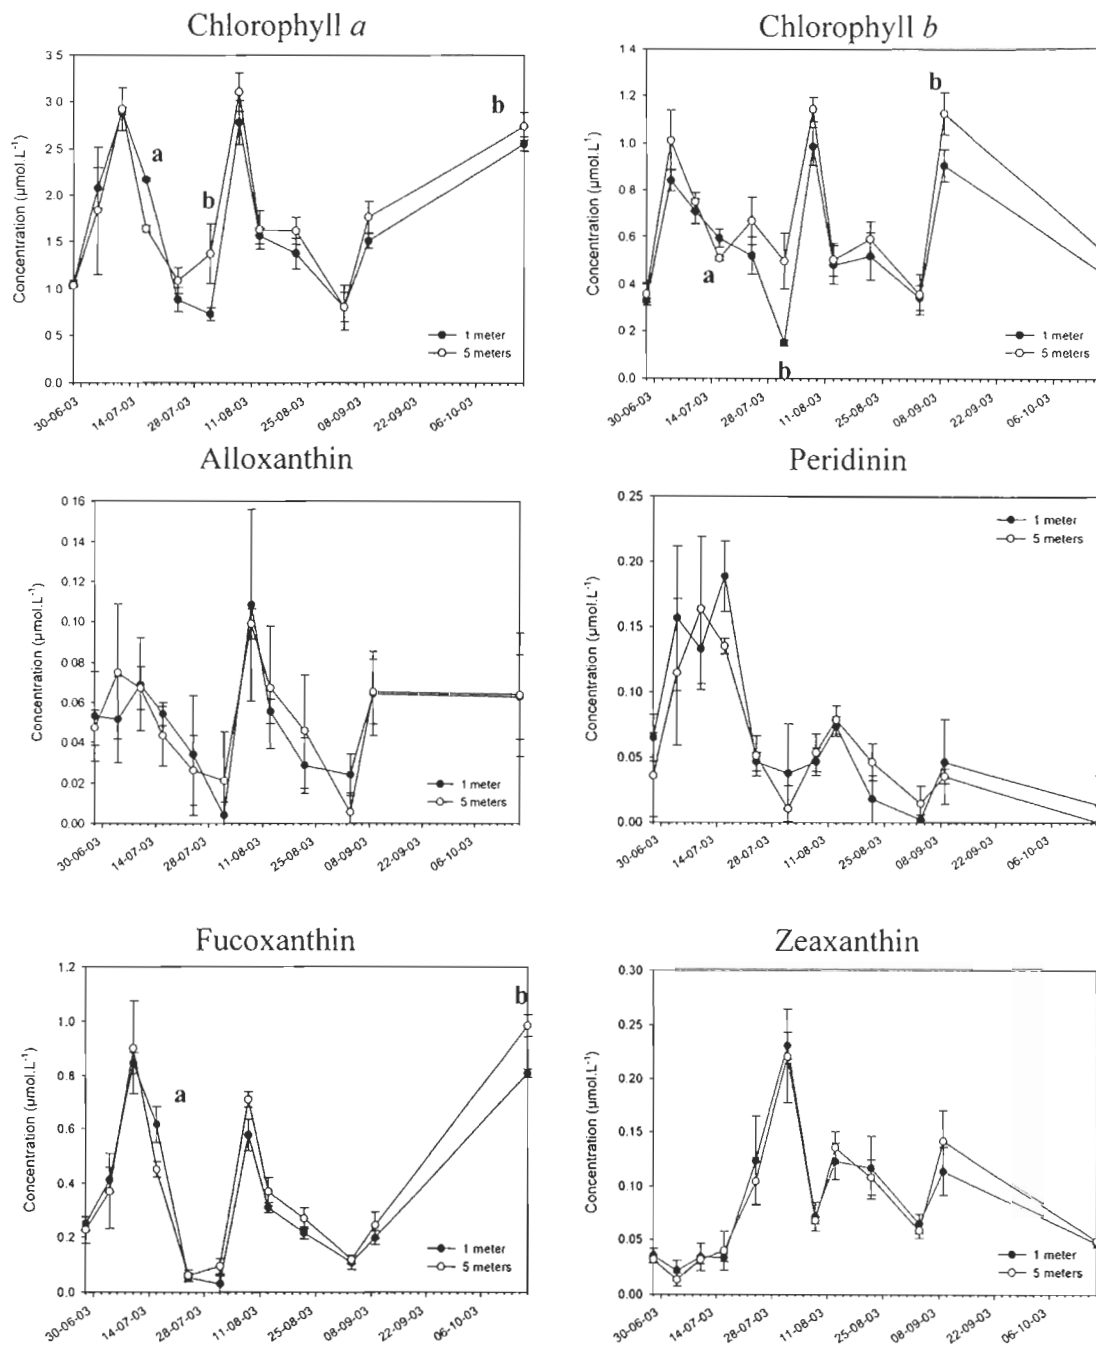 Chlorophyll a
Concentration (µmol.L-1)
3 5
3.0
2.5
2.0
1.5
1 0
0 5
0.0
a
b
b
1 meter
5 meters
30-06-03
14-07-03
28-07-03
11-08-03
25-08-03
08-09-03
22-09-03
06-10-03
Chlorophyll b
Concentration (µmol.L-1)
1.4
1.2
1.0
0.8
0.6
0.4
0.2
0.0
a
b
b
1 meter
5 meters
30-06-03
14-07-03
28-07-03
11-08-03
25-08-03
08-09-03
22-09-03
06-10-03
Alloxanthin
Concentration (µmol.L-1)
0 16
0.14
0.12
0.10
0 08
0.06
0.04
0.02
0.00
1 meter
5 meters
30-06-03
14-07-03
28-07-03
11-08-03
25-08-03
08-09-03
22-09-03
06-10-03
Peridinin
Concentration (µmol.L-1)
0.25
0.20
0.15
0.10
0.05
0.00
1 meter
5 meters
30-06-03
14-07-03
28-07-03
11-08-03
25-08-03
08-09-03
22-09-03
06-10-03
Fucoxanthin
Concentration (µmol.L-1)
1.2
1.0
0.8
0.6
0.4
0.2
0.0
a
b
1 meter
5 meters
30-06-03
14-07-03
28-07-03
11-08-03
25-08-03
08-09-03
22-09-03
06-10-03
Zeaxanthin
Concentration (µmol.L-1)
0.30
0.25
0.20
0.15
0.10
0.05
0.00
1 meter
5 meters
30-06-03
14-07-03
28-07-03
11-08-03
25-08-03
08-09-03
22-09-03
06-10-03